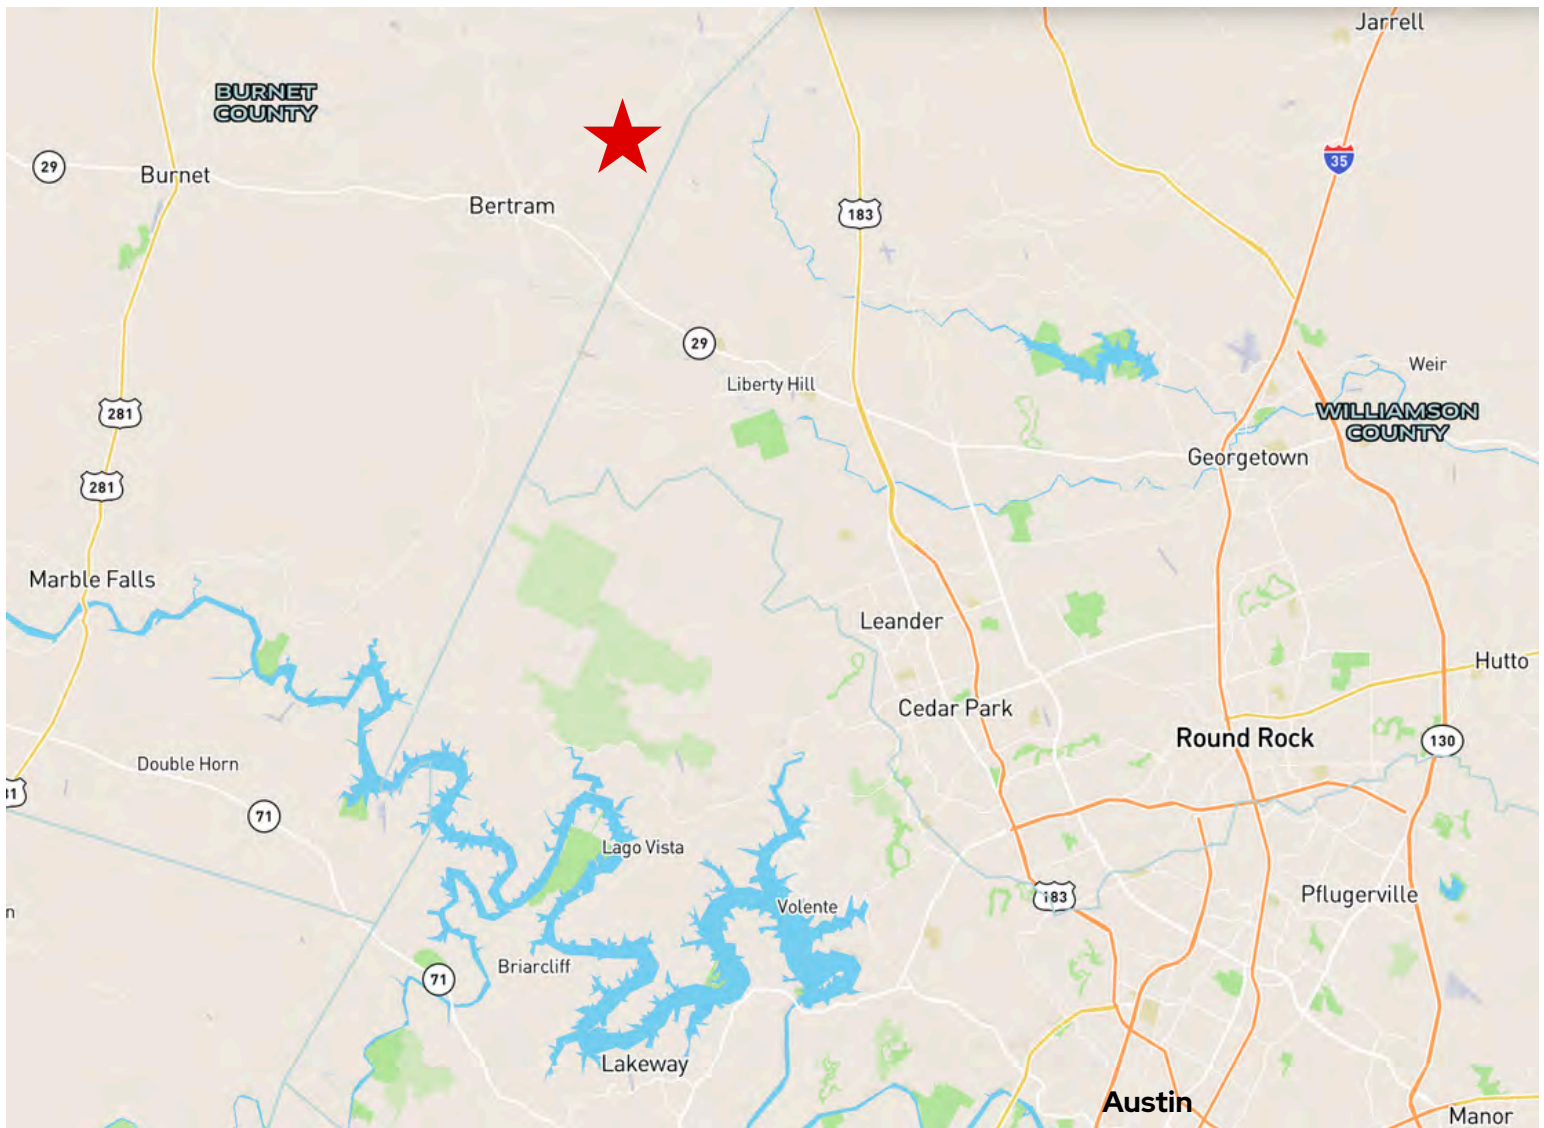 Jarrell
BURNET
COUNTY
29
Burnet
35
Bertram
183
29
Weir
Liberty Hill
281
WILLIAMSON
COUNTY
Georgetown
281
Marble Falls
Leander
Hutto
Cedar Park
Round Rock
130
Double Horn
31
71
Lago Vista
183
Pflugerville
Volente
n
Briarcliff
71
Lakeway
Austin
Manor